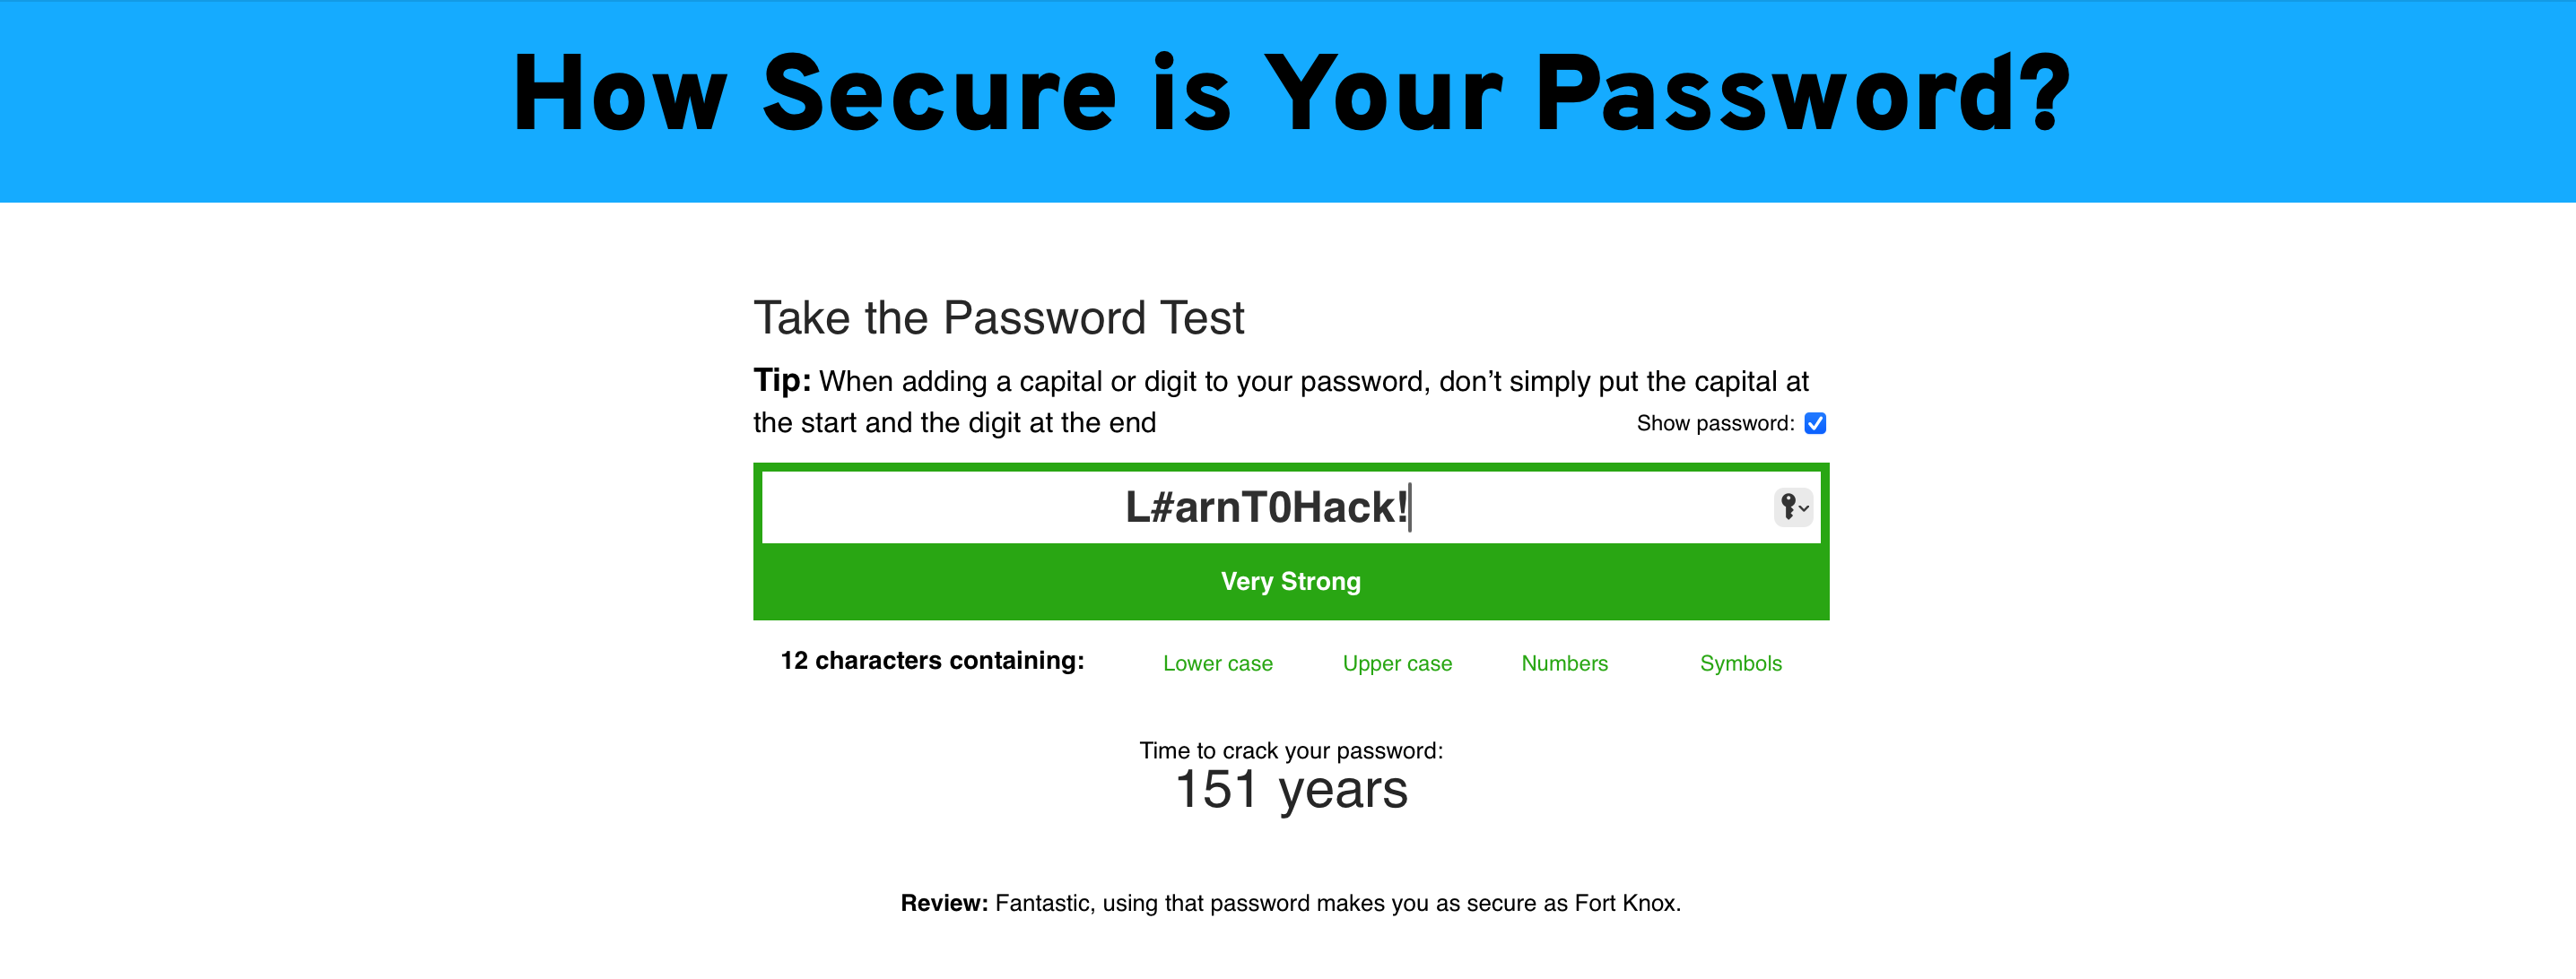 How Secure is Your Password?
Take the Password Test
Tip: When adding a capital or digit to your password, don’t simply put the capital at
the start and the digit at the end
Show password:
L#arnT0Hack!
Very Strong
12 characters containing: Lower case Upper case Numbers Symbols
Time to crack your password:
151 years
Review: Fantastic, using that password makes you as secure as Fort Knox.